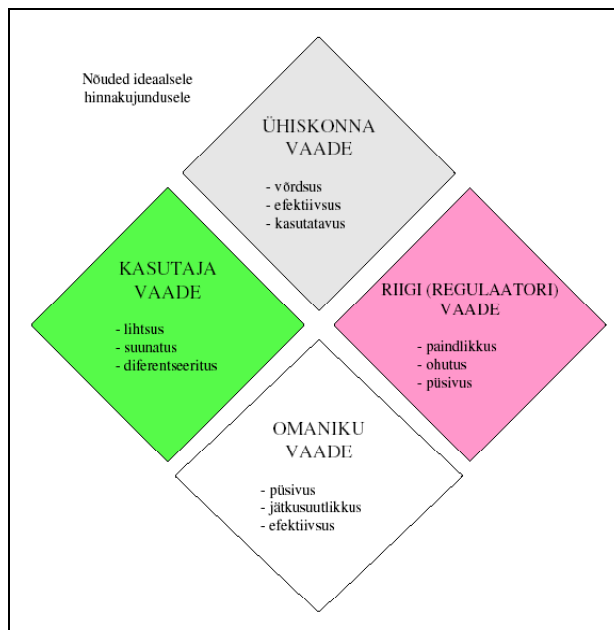 Nõuded ideaalsele
hinnakujundusele
ÜHISKONNA
VAADE
- võrdsus
- efektiivsus
- kasutatavus
KASUTAJA
VAADE
- lihtsus
- suunatus
- diferentseeritus
RIIGI (REGULAATORI)
VAADE
- paindlikkus
- ohutus
- püsivus
OMANIKU
VAADE
- püsivus
- jätkusuutlikkus
- efektiivsus